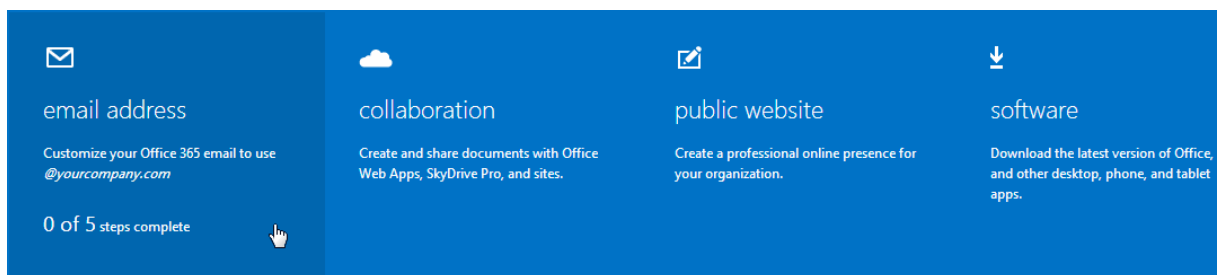 email address
Customize your Office 365 email to use
@yourcompany.com
0 of 5 steps complete
collaboration
Create and share documents with Office
Web Apps, SkyDrive Pro, and sites.
public website
Create a professional online presence for
your organization.
software
Download the latest version of Office,
and other desktop, phone, and tablet
apps.